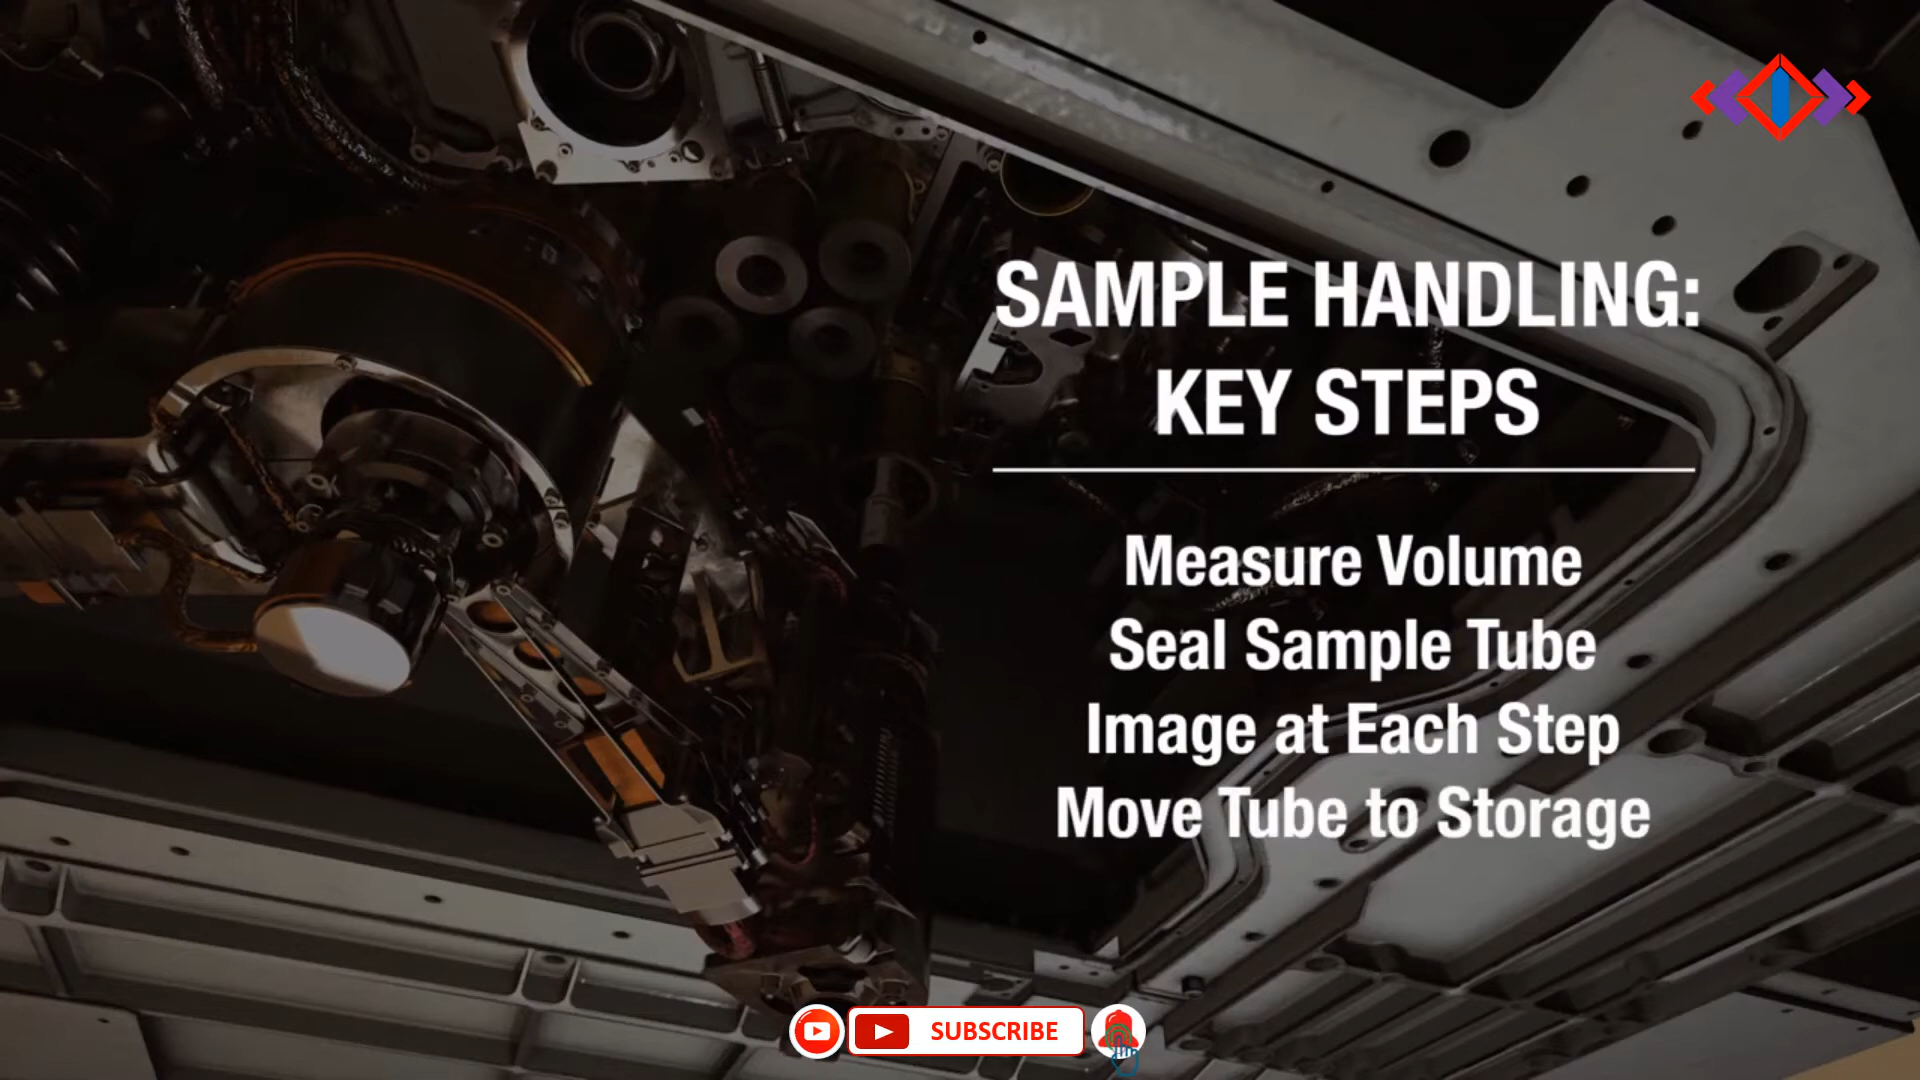 SAMPLE HANDLING:
KEY STEPS
Measure Volume
Seal Sample Tube
Image at Each Step
Move Tube to Storage
SUBSCRIBE